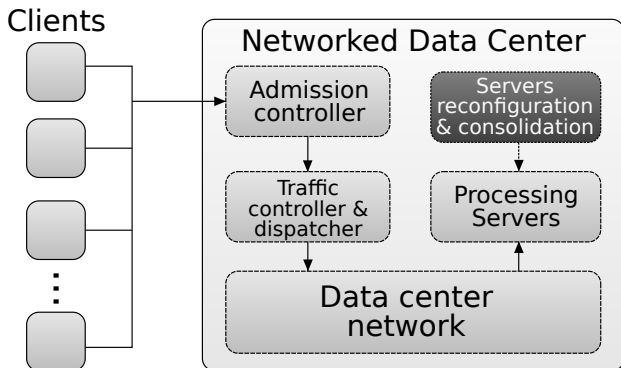 Clients
Networked Data Center
Admission
controller
Servers
reconfiguration
& consolidation
Traffic
controller &
dispatcher
Processing
Servers
Data center
network